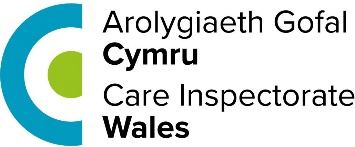 Arolygiaeth Gofal
Cymru
Care Inspectorate
Wales